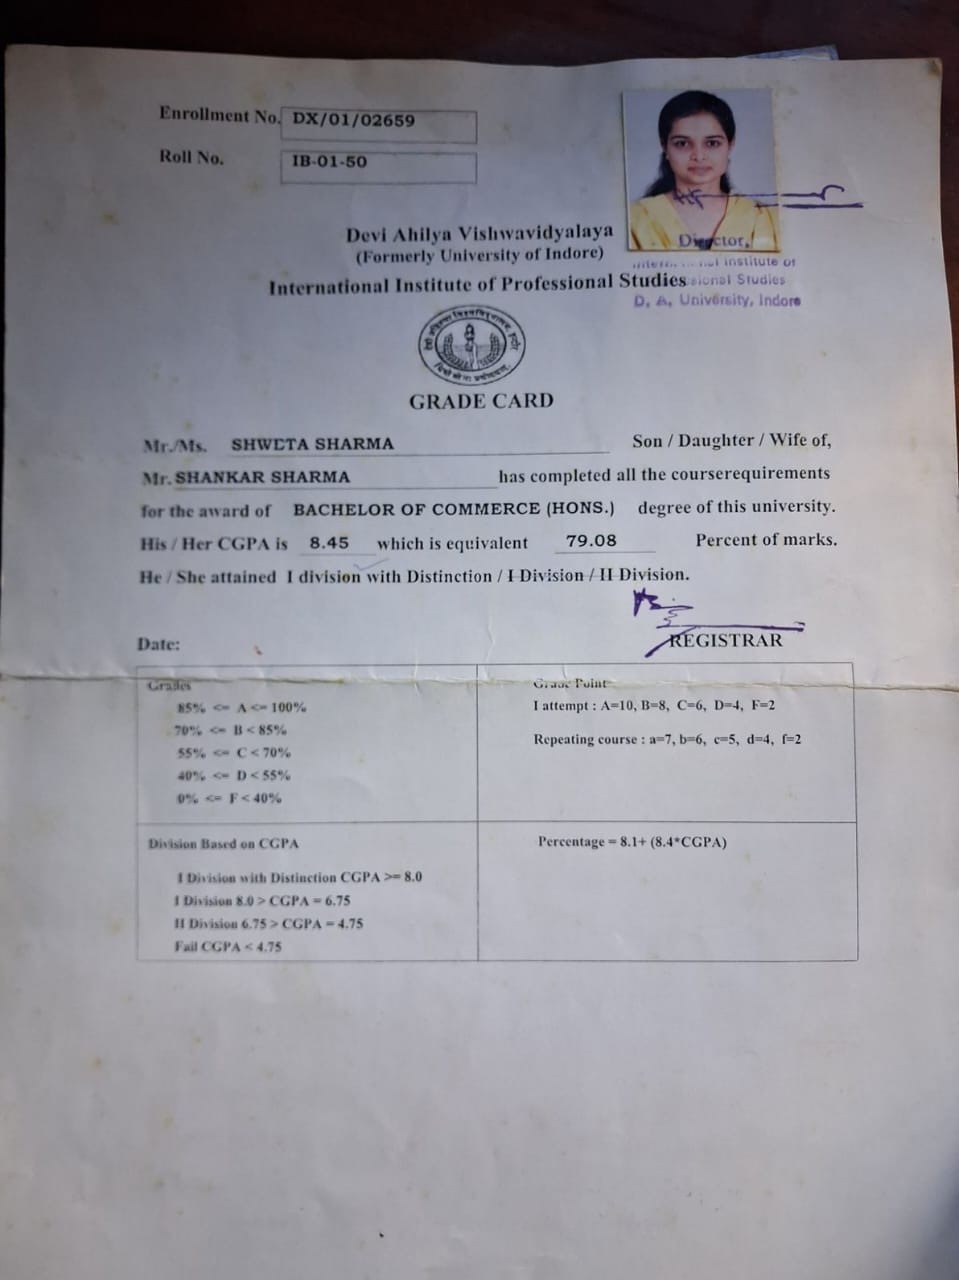 Enrollment No. DX/01/02659
Roll No. IB-01-50
Devi Ahilya Vishwavidyalaya
(Formerly University of Indore)
International Institute of Professional Studies
Director,
Institute of
sional Studies
D. A. University, Indore
GRADE CARD
Mr./Ms. SHWETA SHARMA Son / Daughter / Wife of,
Mr. SHANKAR SHARMA has completed all the courserequirements
for the award of BACHELOR OF COMMERCE (HONS.) degree of this university.
His / Her CGPA is 8.45 which is equivalent 79.08 Percent of marks.
He / She attained I division with Distinction / I Division / II Division.
REGISTRAR
Date:
Grades
85% <= A <= 100%
70% <= B < 85%
55% <= C < 70%
40% <= D < 55%
0% <= F < 40%
Grade Point
I attempt : A=10, B=8, C=6, D=4, F=2
Repeating course : a=7, b=6, c=5, d=4, f=2
Division Based on CGPA
I Division with Distinction CGPA >= 8.0
I Division 8.0 > CGPA = 6.75
II Division 6.75 > CGPA = 4.75
Fail CGPA < 4.75
Percentage = 8.1+ (8.4*CGPA)